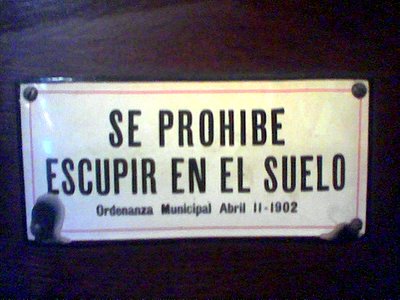 SE PROHIBE
ESCUPIR EN EL SUELO
Ordenanza Municipal Abril 11-1902